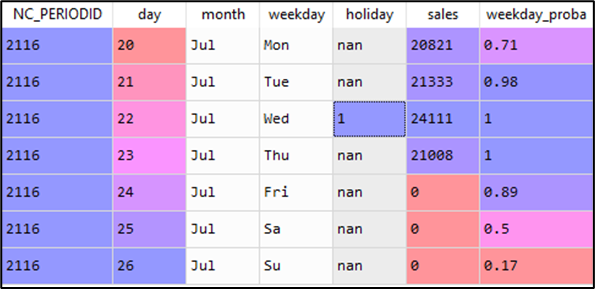 NC_PERIODID day month weekday holiday sales weekday_proba
2116 20 Jul Mon nan 20821 0.71
2116 21 Jul Tue nan 21333 0.98
2116 22 Jul Wed 1 24111 1
2116 23 Jul Thu nan 21008 1
2116 24 Jul Fri nan 0 0.89
2116 25 Jul Sa nan 0 0.5
2116 26 Jul Su nan 0 0.17